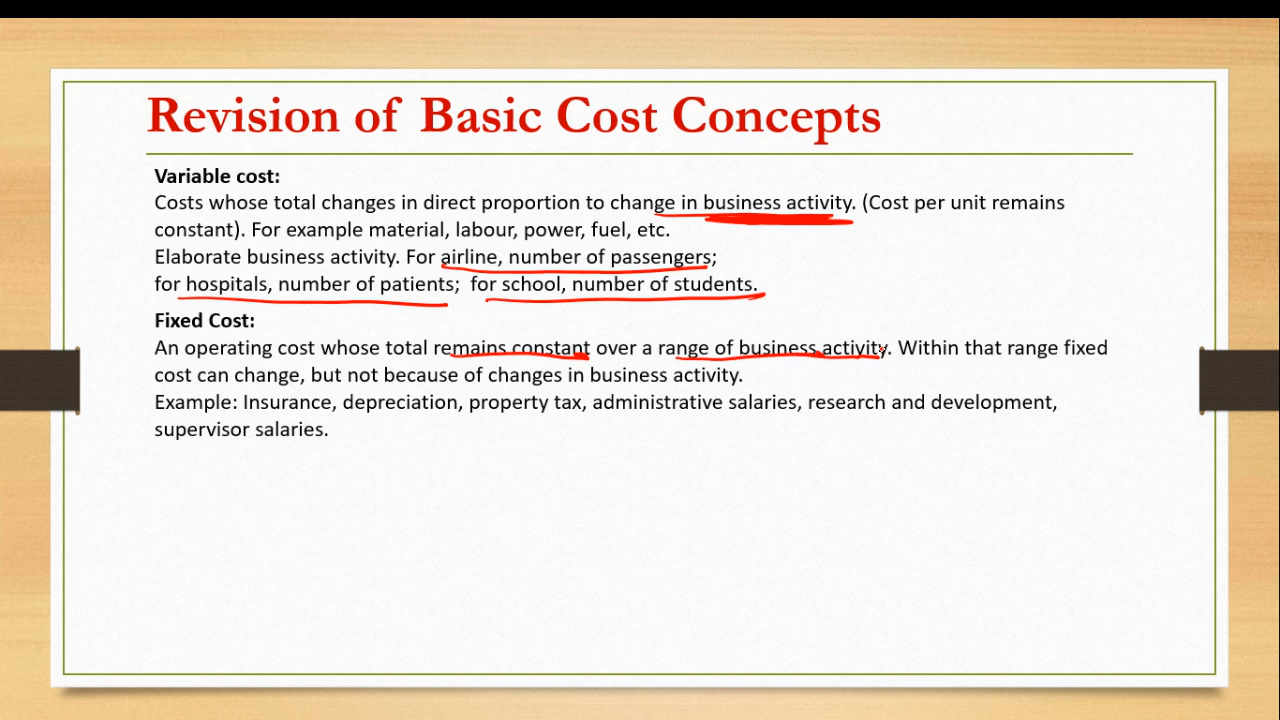 Revision of Basic Cost Concepts
Variable cost:
Costs whose total changes in direct proportion to change in business activity. (Cost per unit remains
constant). For example material, labour, power, fuel, etc.
Elaborate business activity. For airline, number of passengers;
for hospitals, number of patients;  for school, number of students.
Fixed Cost:
An operating cost whose total remains constant over a range of business activity. Within that range fixed
cost can change, but not because of changes in business activity.
Example: Insurance, depreciation, property tax, administrative salaries, research and development,
supervisor salaries.